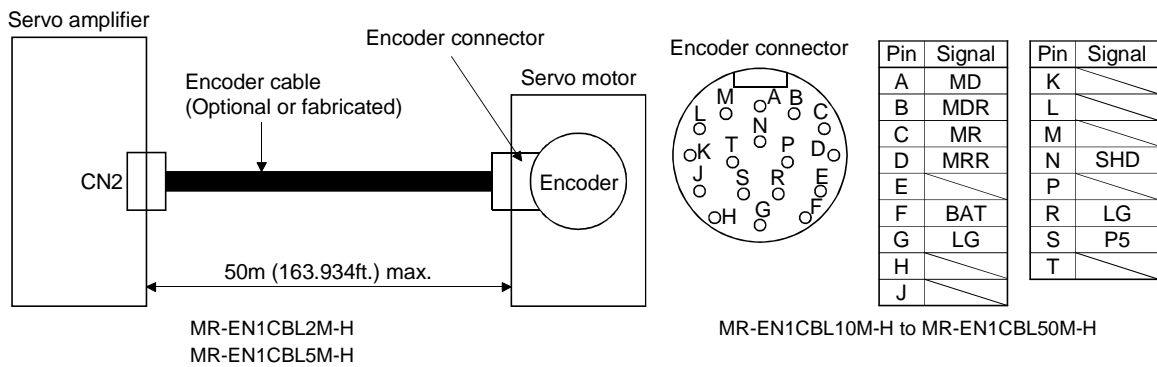 Servo amplifier
Encoder cable
(Optional or fabricated)
Encoder connector
Servo motor
CN2
Encoder
50m (163.934ft.) max.
MR-EN1CBL2M-H
MR-EN1CBL5M-H
Encoder connector
M A B
L N C
K T P D
J S R E
H G F
Pin Signal
A MD
B MDR
C MR
D MRR
E
F BAT
G LG
H
J
Pin Signal
K
L
M
N SHD
P
R LG
S P5
T
MR-EN1CBL10M-H to MR-EN1CBL50M-H